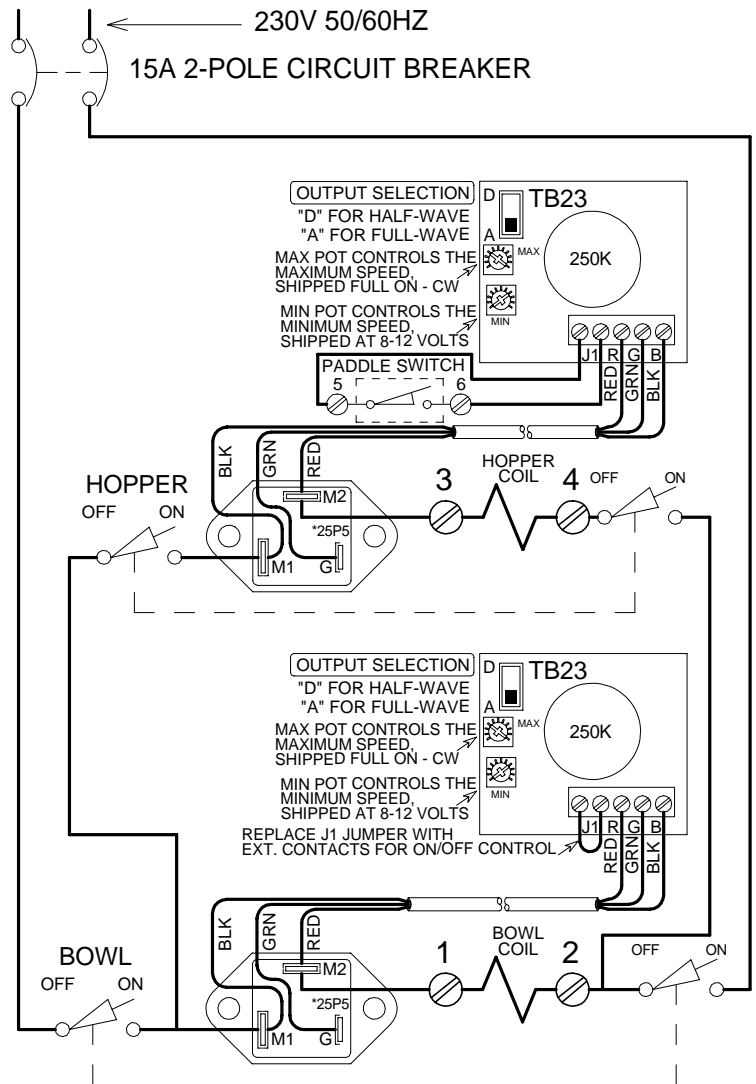 230V 50/60HZ
15A 2-POLE CIRCUIT BREAKER
OUTPUT SELECTION
"D" FOR HALF-WAVE
"A" FOR FULL-WAVE
MAX POT CONTROLS THE
MAXIMUM SPEED,
SHIPPED FULL ON - CW
MIN POT CONTROLS THE
MINIMUM SPEED,
SHIPPED AT 8-12 VOLTS
D
TB23
A
MAX
250K
MIN
J1 R G B
RED
GRN
BLK
PADDLE SWITCH
5
6
BLK
GRN
RED
HOPPER
OFF ON
M2
*25P5
M1
G
3
HOPPER
COIL
4
OFF ON
OUTPUT SELECTION
"D" FOR HALF-WAVE
"A" FOR FULL-WAVE
MAX POT CONTROLS THE
MAXIMUM SPEED,
SHIPPED FULL ON - CW
MIN POT CONTROLS THE
MINIMUM SPEED,
SHIPPED AT 8-12 VOLTS
REPLACE J1 JUMPER WITH
EXT. CONTACTS FOR ON/OFF CONTROL
D
TB23
A
MAX
250K
MIN
J1 R G B
RED
GRN
BLK
BLK
GRN
RED
BOWL
OFF ON
M2
*25P5
M1
G
1
BOWL
COIL
2
OFF ON